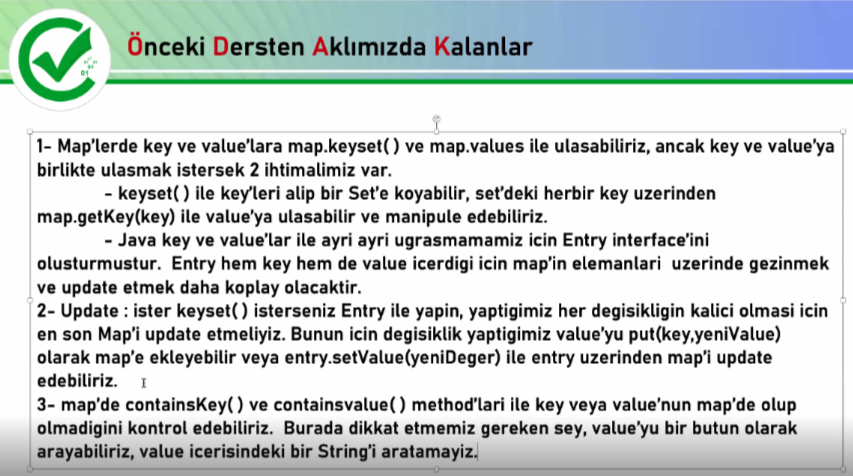 Önceki Dersten Aklımızda Kalanlar
1- Map'lerde key ve value'lara map.keyset( ) ve map.values ile ulasabiliriz, ancak key ve value'ya
birlikte ulasmak istersek 2 ihtimalimiz var.
- keyset( ) ile key'leri alip bir Set'e koyabilir, set'deki herbir key uzerinden
map.getKey(key) ile value'ya ulasabilir ve manipule edebiliriz.
- Java key ve value'lar ile ayri ayri ugrasmamamiz icin Entry interface'ini
olusturmustur. Entry hem key hem de value icerdigi icin map'in elemanlari uzerinde gezinmek
ve update etmek daha koplay olacaktir.
2- Update : ister keyset( ) isterseniz Entry ile yapin, yaptigimiz her degisikligin kalici olmasi icin
en son Map'i update etmeliyiz. Bunun icin degisiklik yaptigimiz value'yu put(key,yeniValue)
olarak map'e ekleyebilir veya entry.setValue(yeniDeger) ile entry uzerinden map'i update
edebiliriz.
3- map'de containsKey( ) ve containsvalue( ) method'lari ile key veya value'nun map'de olup
olmadigini kontrol edebiliriz. Burada dikkat etmemiz gereken sey, value'yu bir butun olarak
arayabiliriz, value icerisindeki bir String'i aratamayiz.